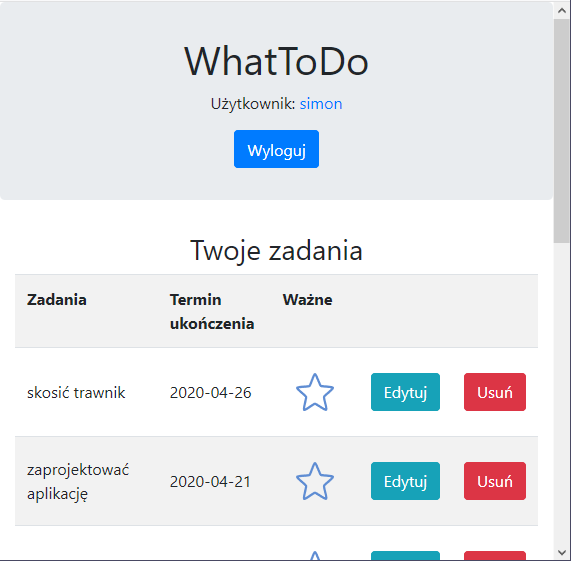 WhatToDo
Użytkownik: simon
Wyloguj
Twoje zadania
Zadania Termin ukończenia Ważne
skosić trawnik 2020-04-26 Edytuj Usuń
zaprojektować aplikację 2020-04-21 Edytuj Usuń